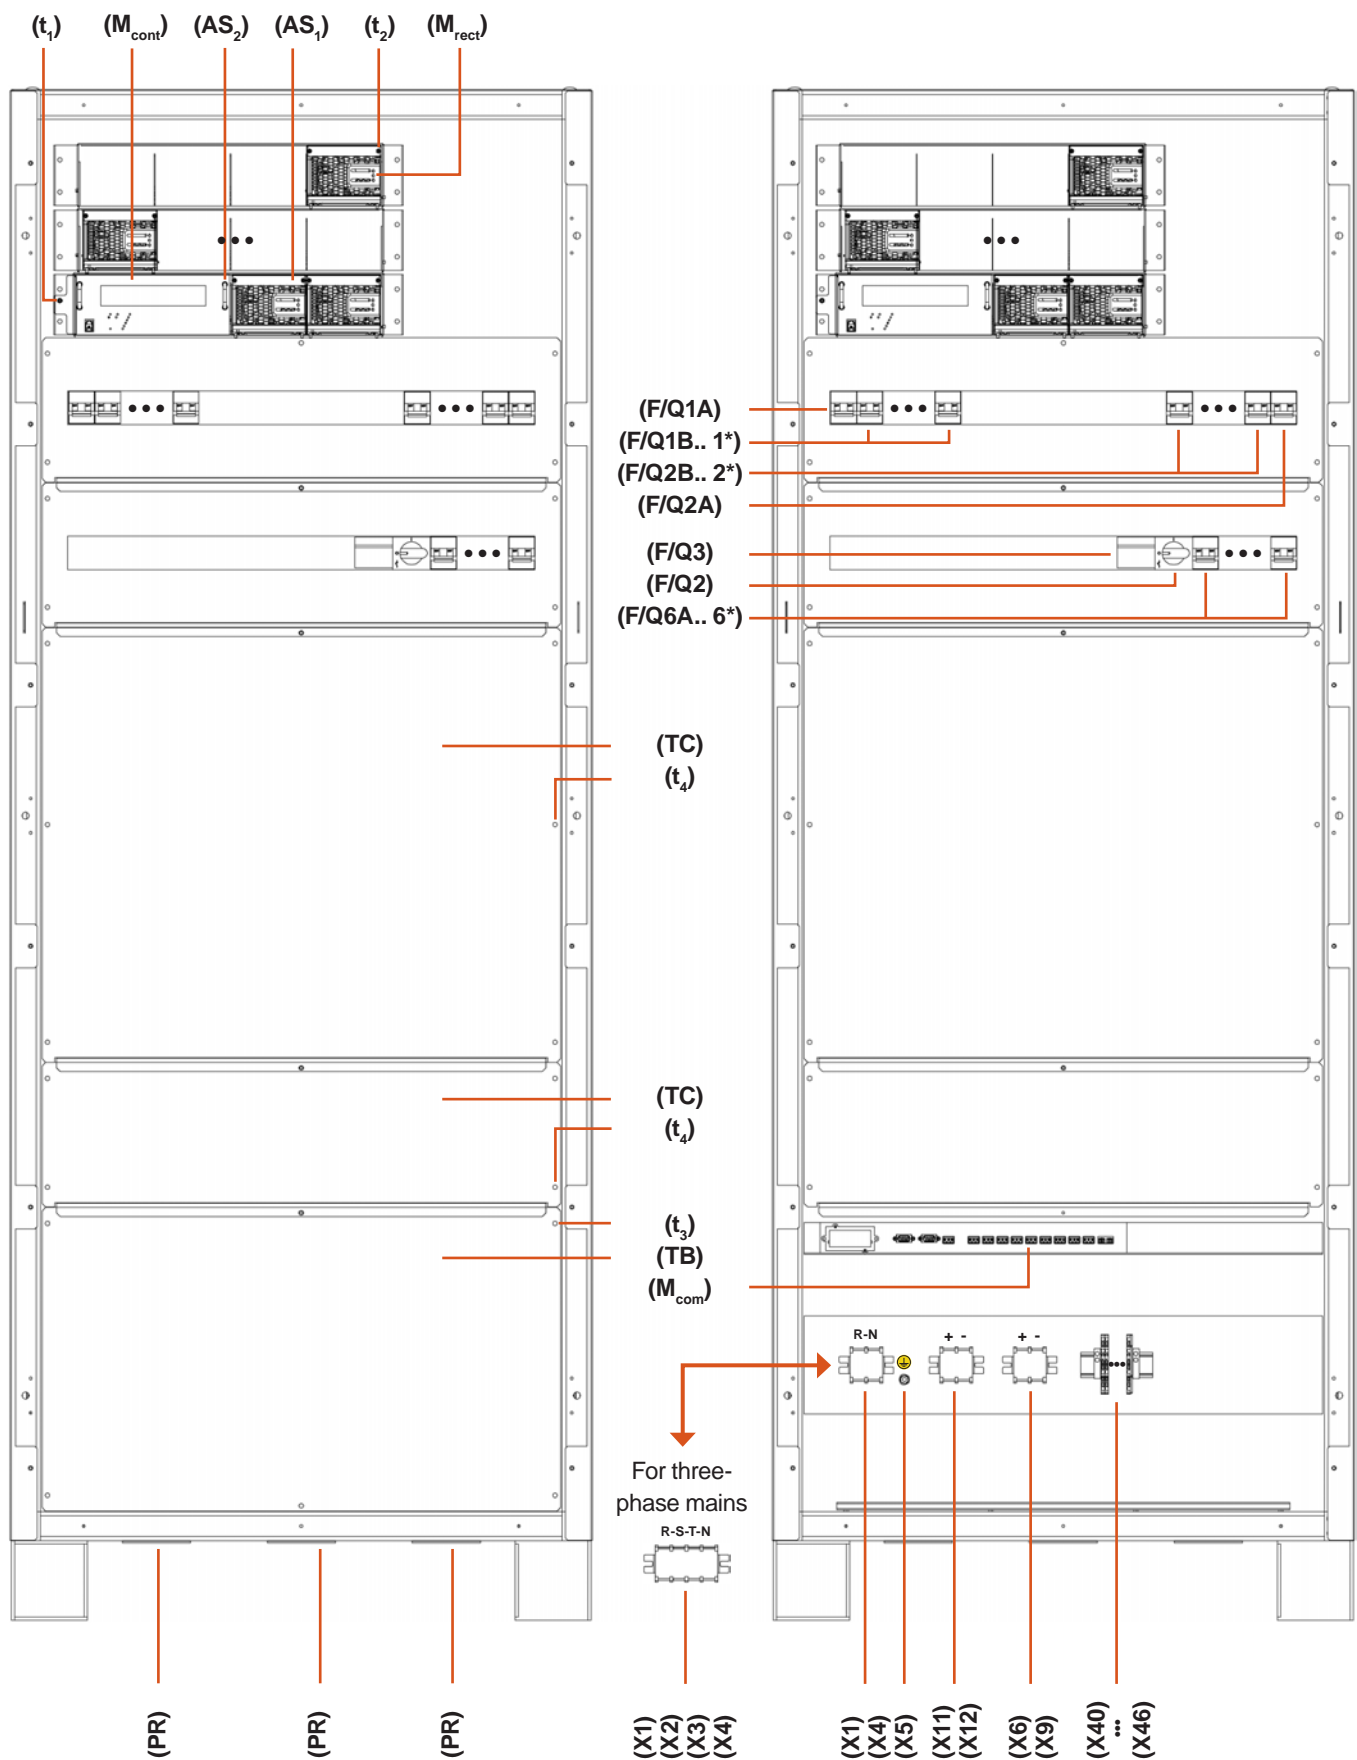 (t1) (Mcont) (AS2) (AS1) (t2) (Mrect)
(F/Q1A)
(F/Q1B.. 1*)
(F/Q2B.. 2*)
(F/Q2A)
(F/Q3)
(F/Q2)
(F/Q6A.. 6*)
(TC)
(t4)
(TC)
(t4)
(t3)
(TB)
(Mcom)
R-N
+ -
+ -
For three-
phase mains
R-S-T-N
(PR)
(PR)
(PR)
(X1)
(X2)
(X3)
(X4)
(X1)
(X4)
(X5)
(X11)
(X12)
(X6)
(X9)
(X40)
...
(X46)